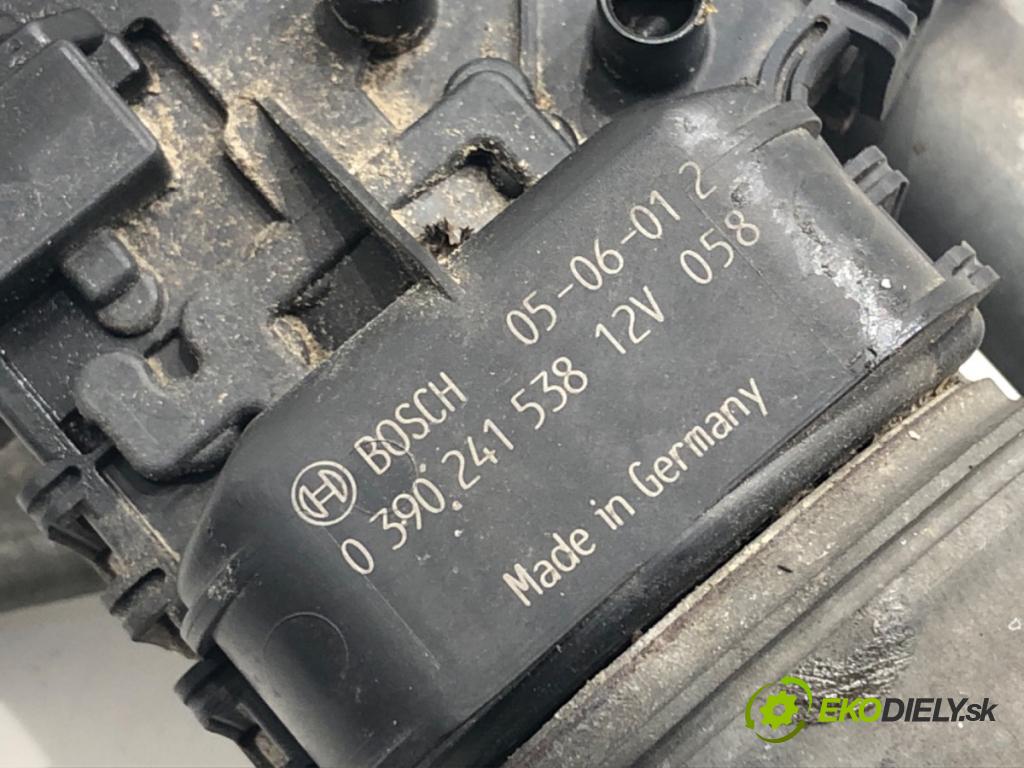 BOSCH 05-06-01 2
0 390 241 538 12V 058
Made in Germany
EKODIELY.sk